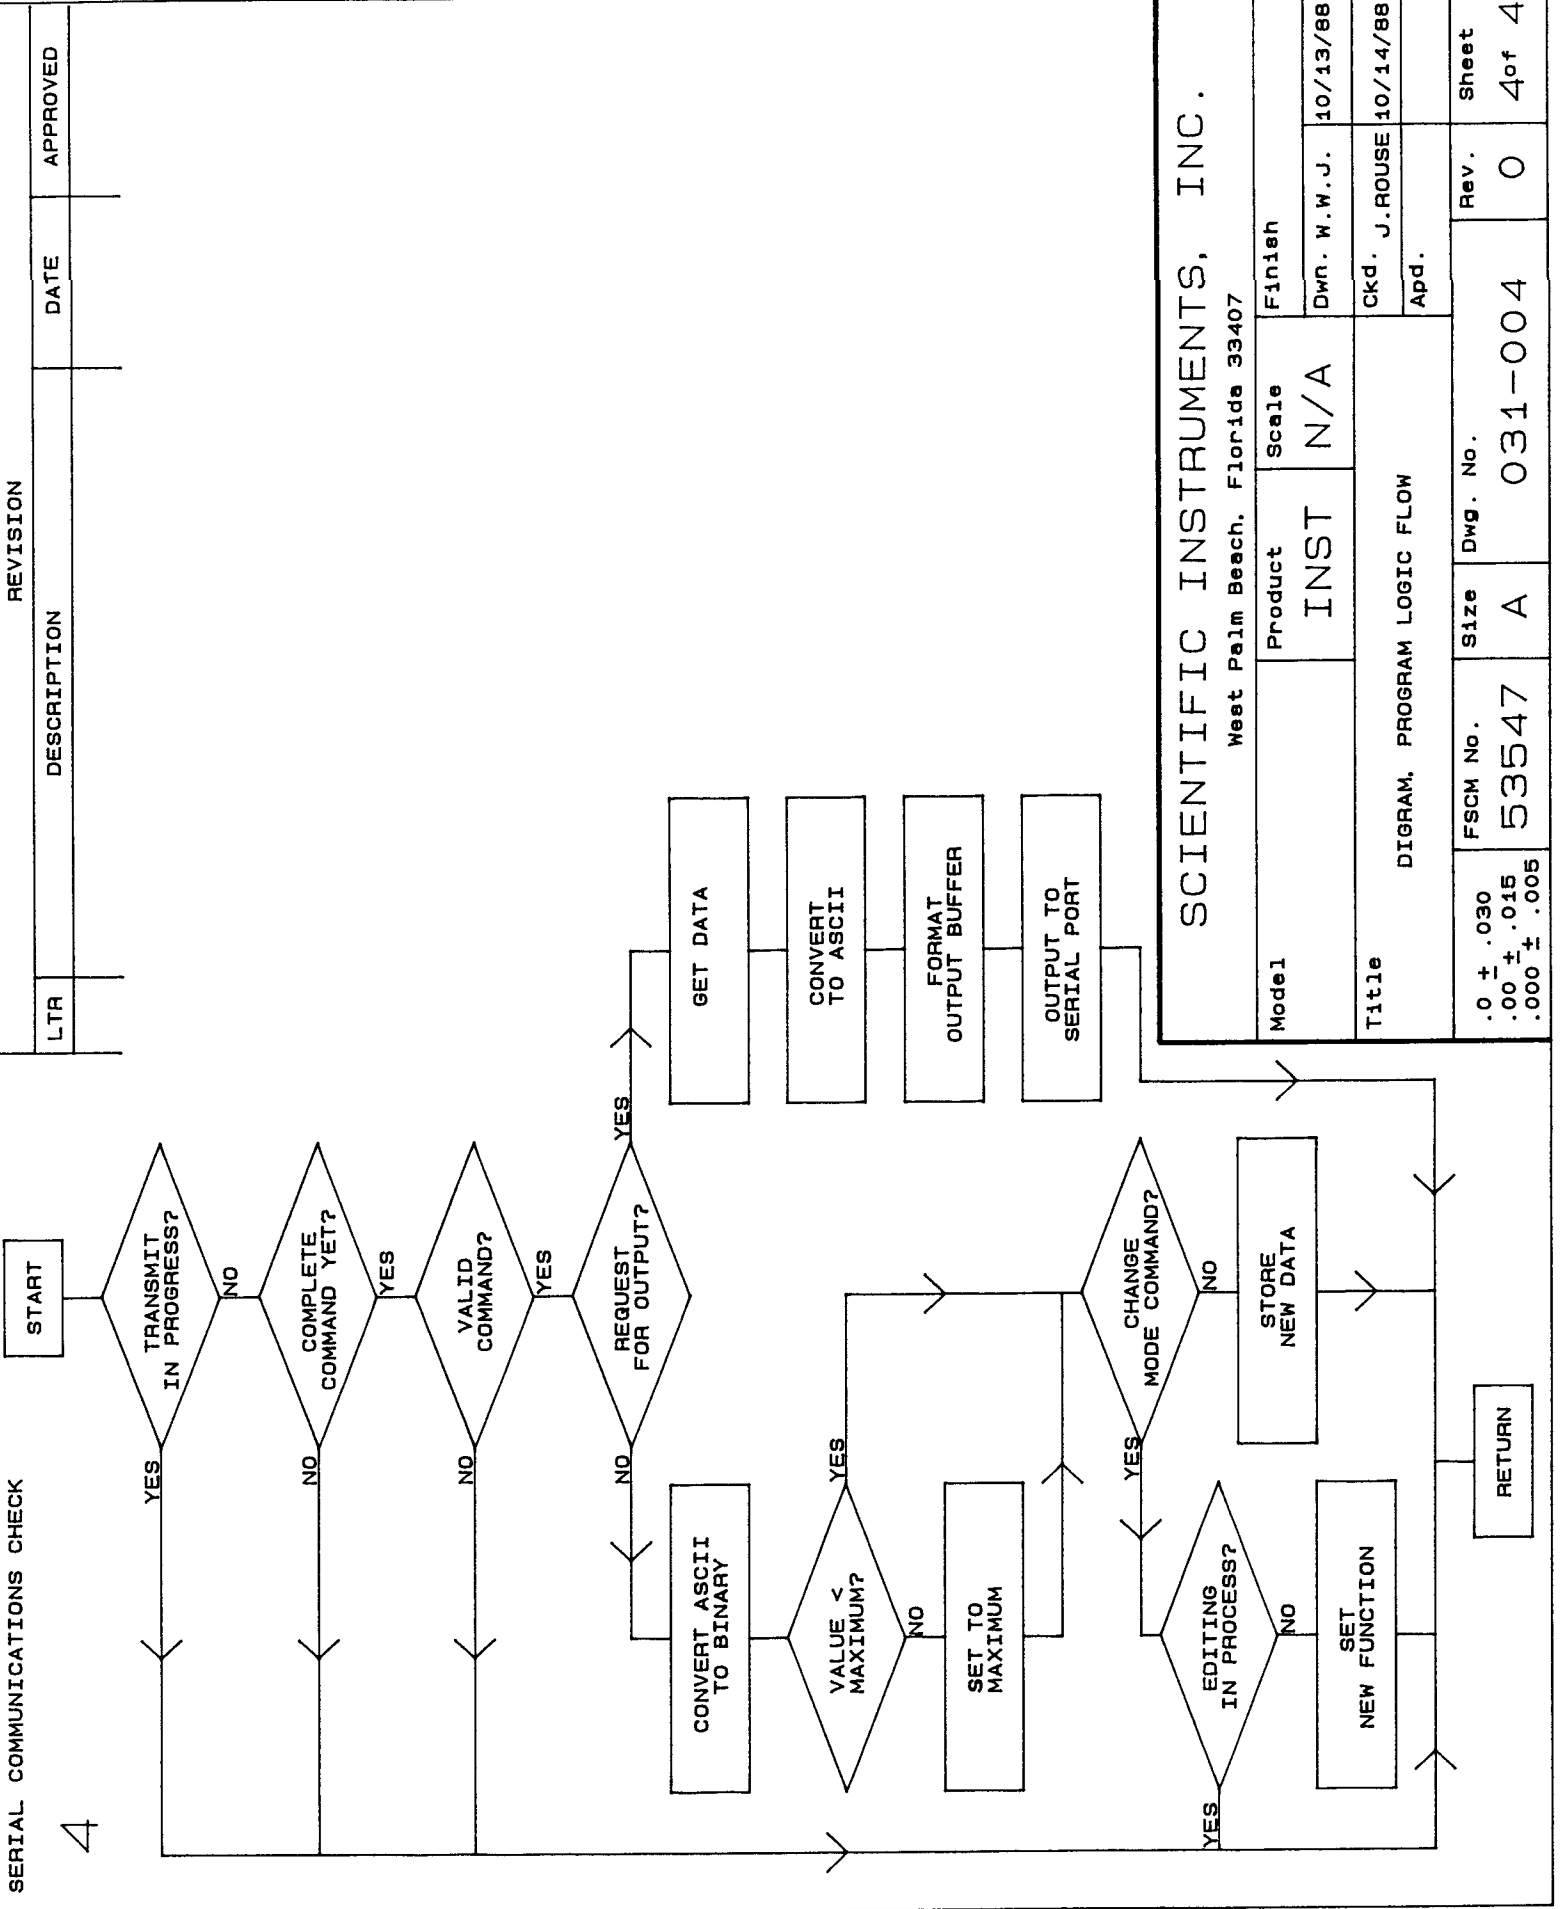 SERIAL COMMUNICATIONS CHECK
4
REVISION
LTR
DESCRIPTION
DATE
APPROVED
START
TRANSMIT
IN PROGRESS?
YES
NO
COMPLETE
COMMAND YET?
NO
YES
VALID
COMMAND?
NO
YES
REQUEST
FOR OUTPUT?
NO
YES
CONVERT ASCII
TO BINARY
GET DATA
VALUE <
MAXIMUM?
YES
NO
CONVERT
TO ASCII
SET TO
MAXIMUM
FORMAT
OUTPUT BUFFER
OUTPUT TO
SERIAL PORT
CHANGE
MODE COMMAND?
YES
NO
EDITING
IN PROCESS?
YES
NO
STORE
NEW DATA
SET
NEW FUNCTION
RETURN
SCIENTIFIC INSTRUMENTS, INC.
West Palm Beach, Florida 33407
Model
Product
INST
Scale
N/A
Finish
Dwn. W.W.J. 10/13/88
Ckd. J.ROUSE 10/14/88
Apd.
Title
DIGRAM, PROGRAM LOGIC FLOW
.0 ± .030
.00 ± .015
.000 ± .005
FSCM No.
53547
Size
A
Dwg. No.
031-004
Rev.
0
Sheet
4of 4